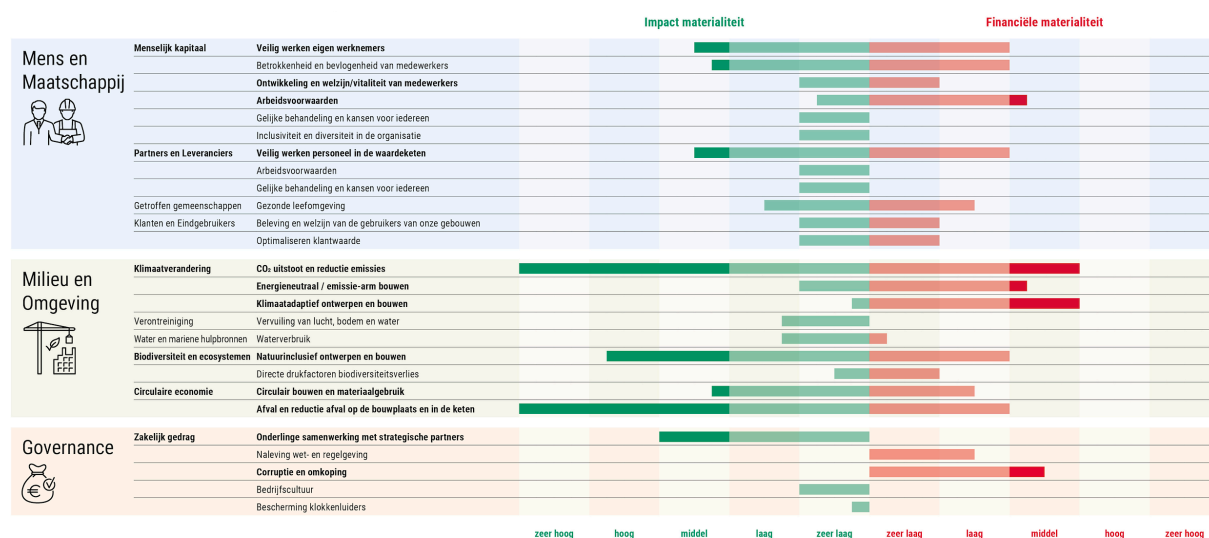 Impact materialiteit Financiële materialiteit
Mens en
Maatschappij
Menselijk kapitaal Veilig werken eigen werknemers
Betrokkenheid en bevlogenheid van medewerkers
Ontwikkeling en welzijn/vitaliteit van medewerkers
Arbeidsvoorwaarden
Gelijke behandeling en kansen voor iedereen
Inclusiviteit en diversiteit in de organisatie
Partners en Leveranciers Veilig werken personeel in de waardeketen
Arbeidsvoorwaarden
Gelijke behandeling en kansen voor iedereen
Getroffen gemeenschappen Gezonde leefomgeving
Klanten en Eindgebruikers Beleving en welzijn van de gebruikers van onze gebouwen
Optimaliseren klantwaarde
Milieu en
Omgeving
Klimaatverandering CO₂ uitstoot en reductie emissies
Energieneutraal / emissie-arm bouwen
Klimaatadaptief ontwerpen en bouwen
Verontreiniging Vervuiling van lucht, bodem en water
Water en mariene hulpbronnen Waterverbruik
Biodiversiteit en ecosystemen Natuurinclusief ontwerpen en bouwen
Directe drukfactoren biodiversiteitsverlies
Circulaire economie Circulair bouwen en materiaalgebruik
Afval en reductie afval op de bouwplaats en in de keten
Governance
Zakelijk gedrag Onderlinge samenwerking met strategische partners
Naleving wet- en regelgeving
Corruptie en omkoping
Bedrijfscultuur
Bescherming klokkenluiders
zeer hoog hoog middel laag zeer laag zeer laag laag middel hoog zeer hoog